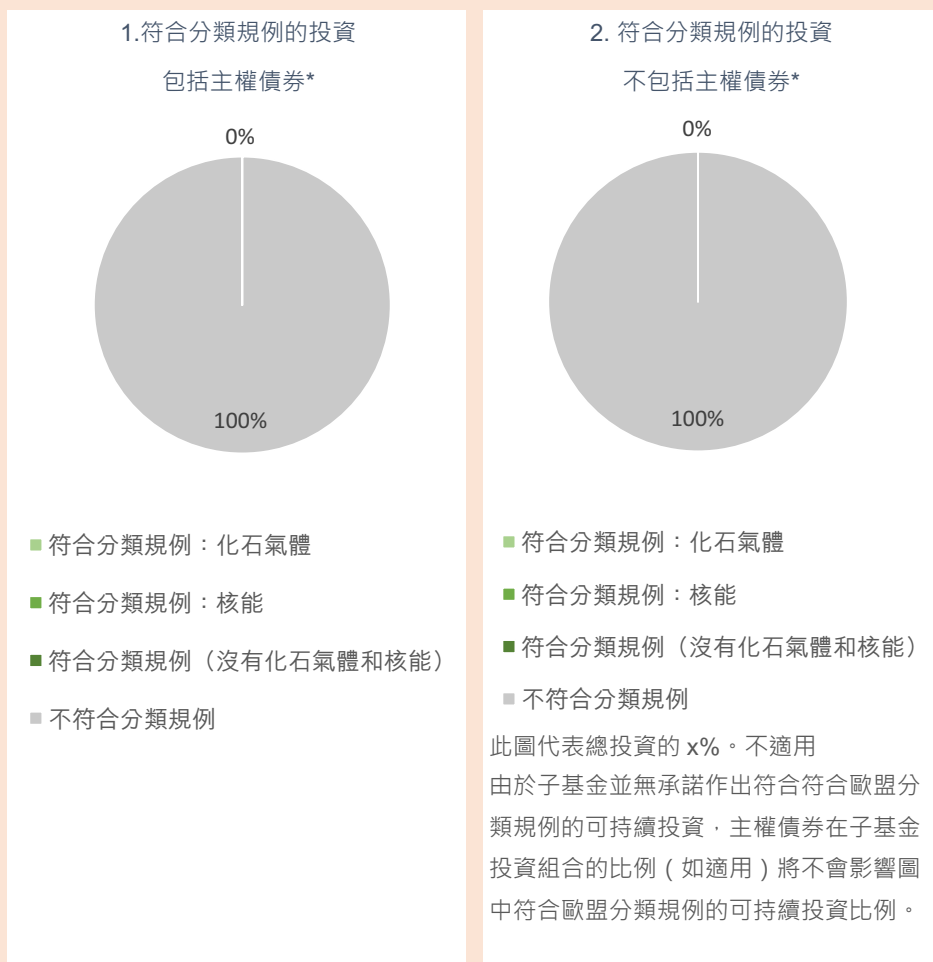 1.符合分類規例的投資
包括主權債券*
0%
100%
符合分類規例：化石氣體
符合分類規例：核能
符合分類規例（沒有化石氣體和核能）
不符合分類規例
2. 符合分類規例的投資
不包括主權債券*
0%
100%
符合分類規例：化石氣體
符合分類規例：核能
符合分類規例（沒有化石氣體和核能）
不符合分類規例
此圖代表總投資的 x%。不適用
由於子基金並無承諾作出符合符合歐盟分
類規例的可持續投資，主權債券在子基金
投資組合的比例（如適用）將不會影響圖
中符合歐盟分類規例的可持續投資比例。